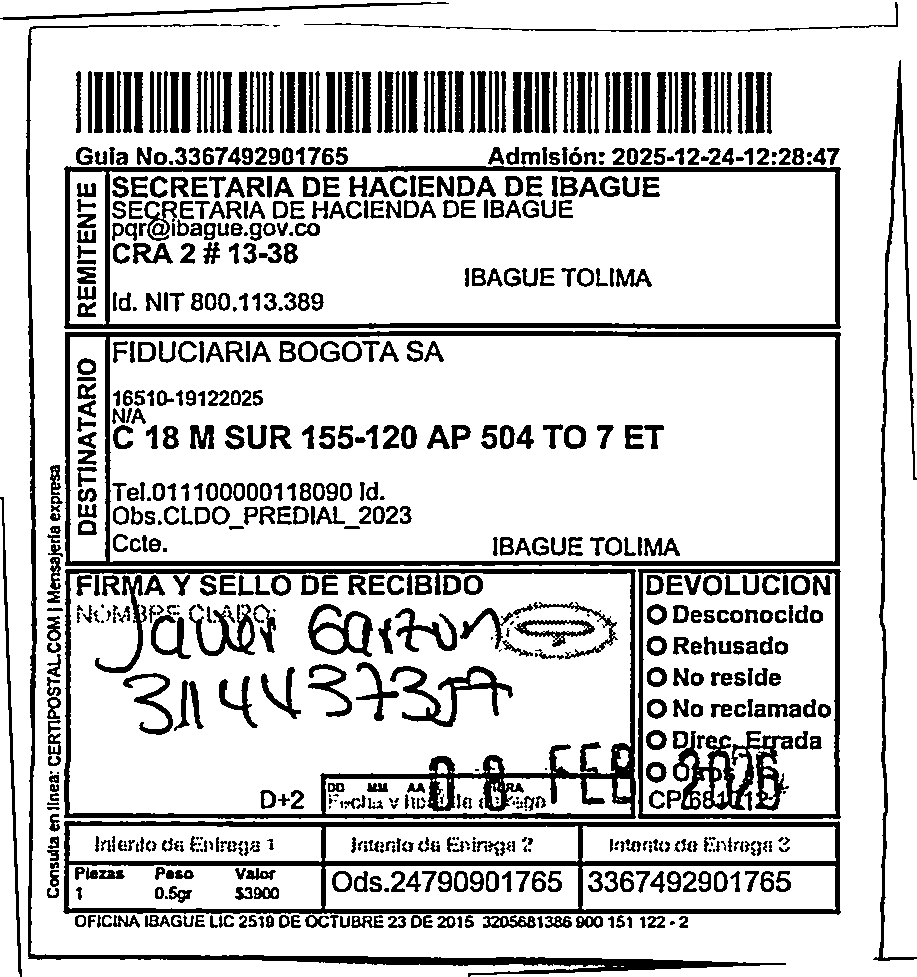 Guia No.3367492901765 Admisión: 2025-12-24-12:28:47
REMITENTE
SECRETARIA DE HACIENDA DE IBAGUE
SECRETARIA DE HACIENDA DE IBAGUE
pqr@ibague.gov.co
CRA 2 # 13-38
IBAGUE TOLIMA
Id. NIT 800.113.389
DESTINATARIO
FIDUCIARIA BOGOTA SA
16510-19122025
N/A
C 18 M SUR 155-120 AP 504 TO 7 ET
Tel.011100000118090 Id.
Obs.CLDO_PREDIAL_2023
Ccte. IBAGUE TOLIMA
Consulta en línea: CERTIPOSTAL.COM | Mensajería expresa
FIRMA Y SELLO DE RECIBIDO
NOMBRE CLARO:
Javier Garzon
DEVOLUCION
Desconocido
Rehusado
No reside
No reclamado
Direc. Errada
08 FEB 2026
D+2
DD MM AA HORA
Fecha y hora de entrega
Intento de Entrega 1 Intento de Entrega 2 Intento de Entrega 3
Piezas Peso Valor
1 0.5gr $3900
Ods.24790901765 3367492901765
OFICINA IBAGUE LIC 2519 DE OCTUBRE 23 DE 2015 3205681386 900 151 122 - 2